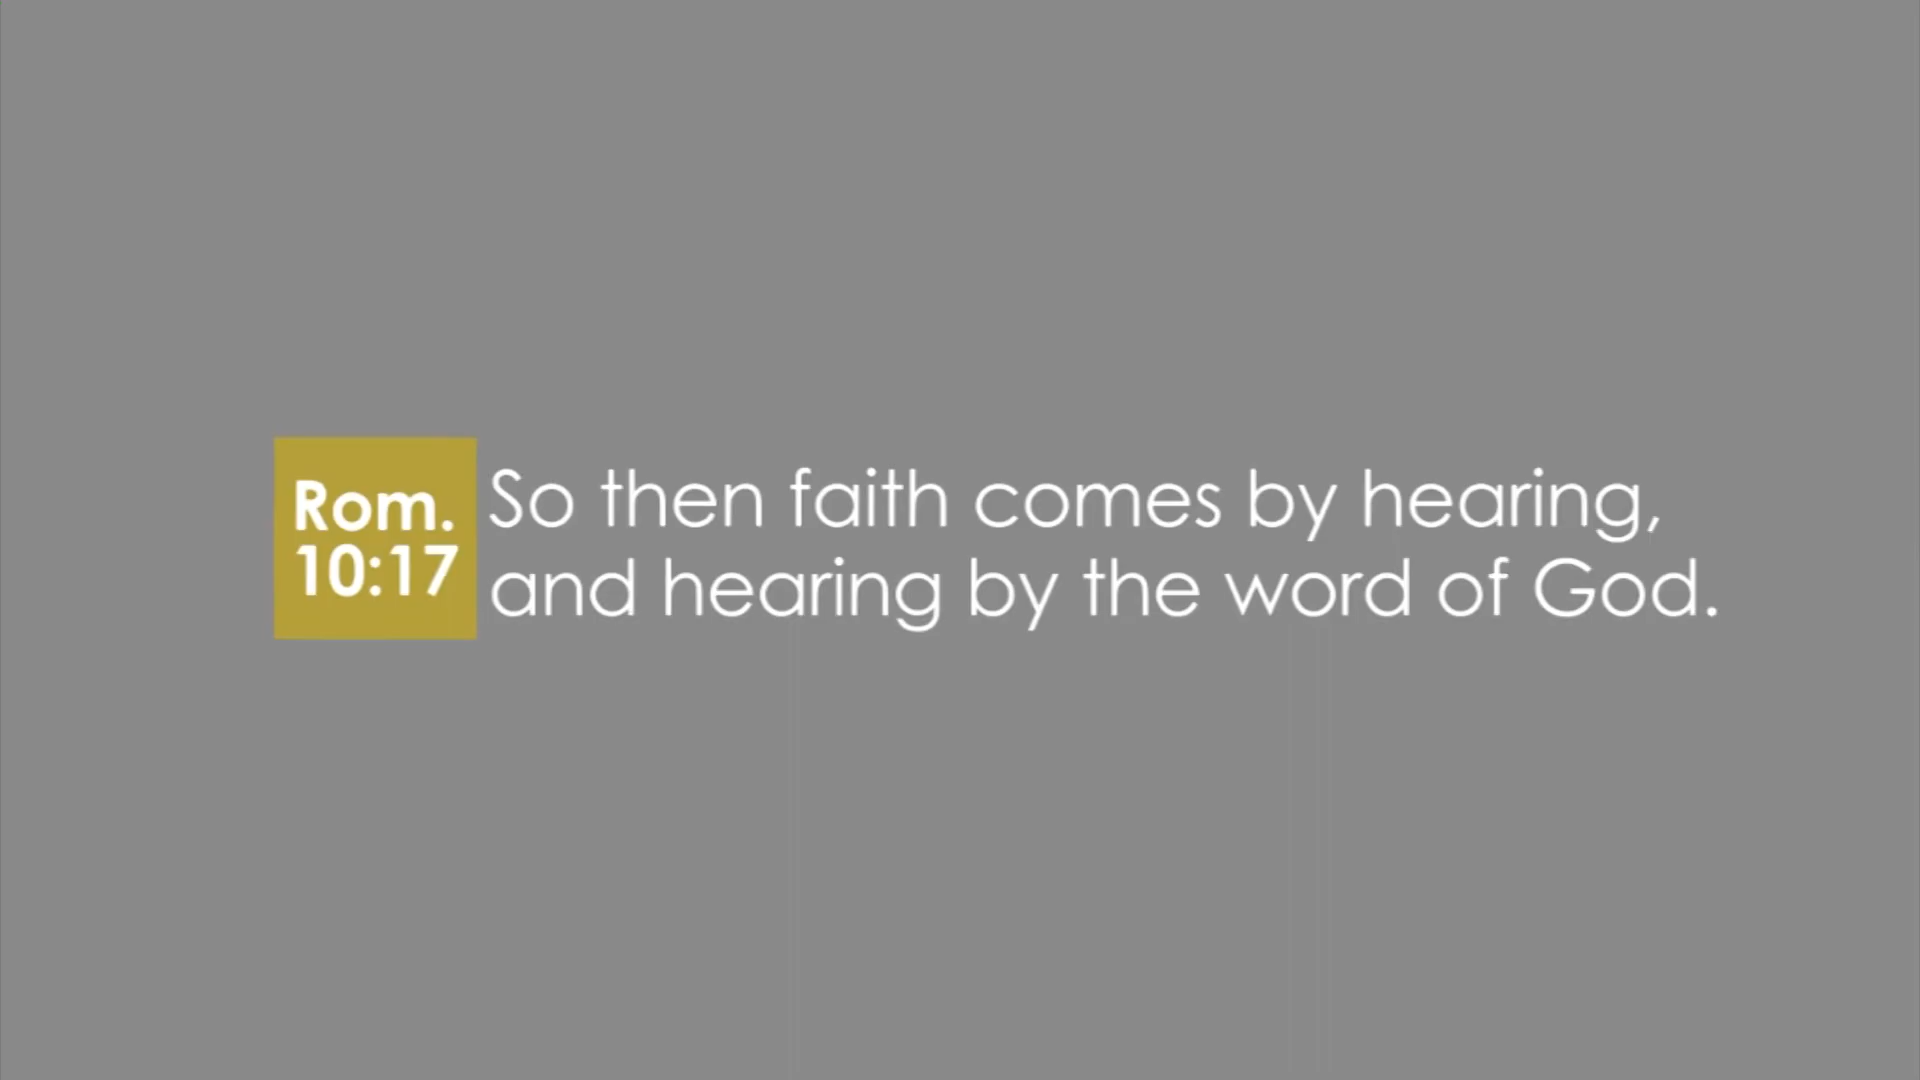 Rom.
10:17
So then faith comes by hearing,
and hearing by the word of God.